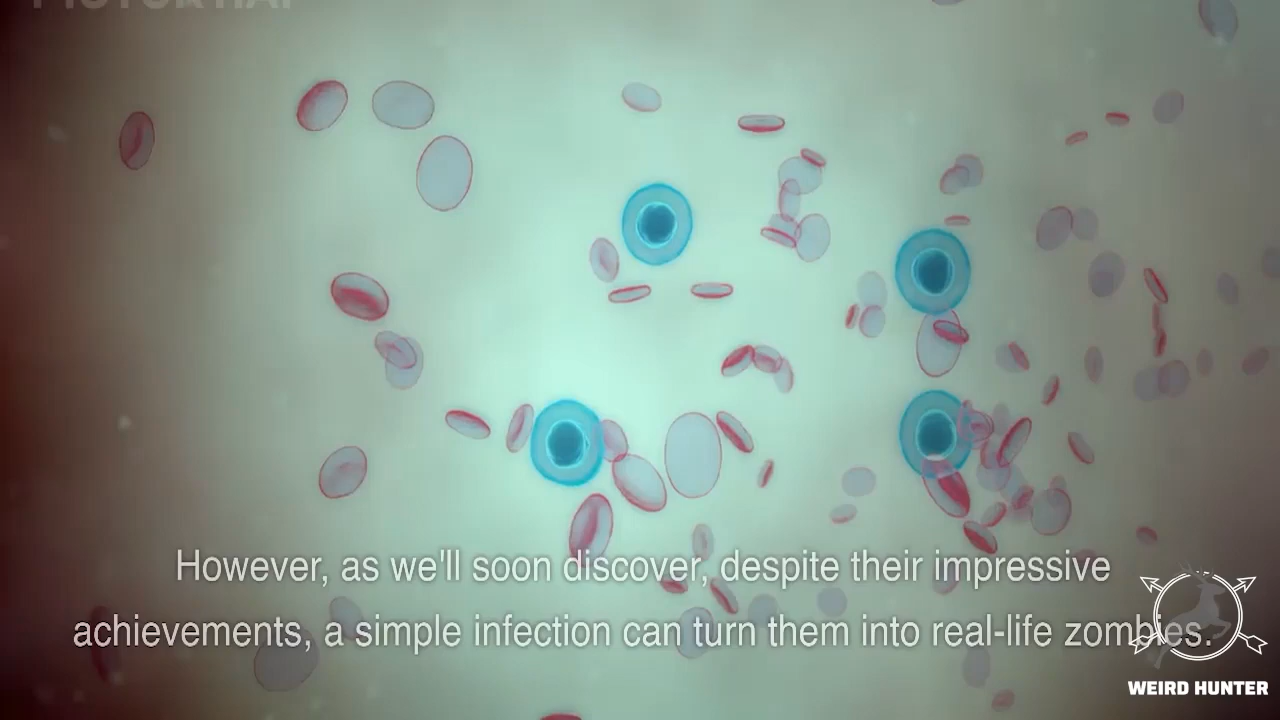 However, as we'll soon discover, despite their impressive
achievements, a simple infection can turn them into real-life zombies.
WEIRD HUNTER